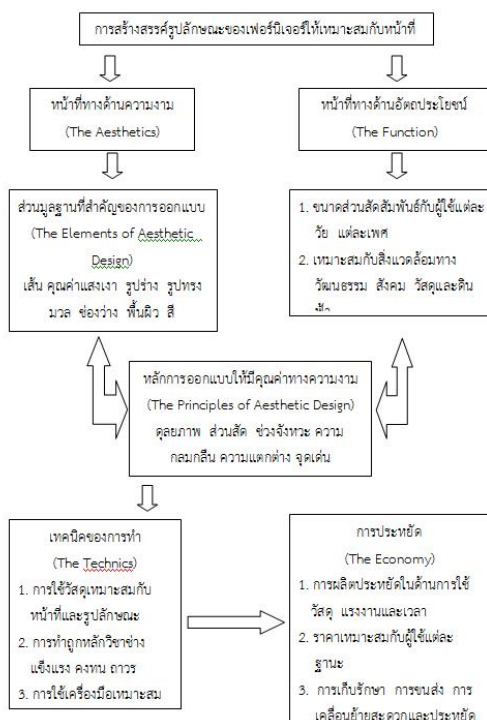 การสร้างสรรค์รูปลักษณะของเฟอร์นิเจอร์ให้เหมาะสมกับหน้าที่
หน้าที่ทางด้านความงาม
(The Aesthetics)
หน้าที่ทางด้านอัตถประโยชน์
(The Function)
ส่วนมูลฐานที่สำคัญของการออกแบบ
(The Elements of Aesthetic
Design)
เส้น คุณค่าแสงเงา รูปร่าง รูปทรง
มวล ช่องว่าง พื้นผิว สี
1. ขนาดส่วนสัดสัมพันธ์กับผู้ใช้แต่ละ
วัย แต่ละเพศ
2. เหมาะสมกับสิ่งแวดล้อมทาง
วัฒนธรรม สังคม วัสดุและดิน
หลักการออกแบบให้มีคุณค่าทางความงาม
(The Principles of Aesthetic Design)
ดุลยภาพ ส่วนสัด ช่วงจังหวะ ความ
กลมกลืน ความแตกต่าง จุดเด่น
เทคนิคของการทำ
(The Technics)
1. การใช้วัสดุเหมาะสมกับ
หน้าที่และรูปลักษณะ
2. การทำถูกหลักวิชาช่าง
แข็งแรง คงทน ถาวร
3. การใช้เครื่องมือเหมาะสม
การประหยัด
(The Economy)
1. การผลิตประหยัดในด้านการใช้
วัสดุ แรงงานและเวลา
2. ราคาเหมาะสมกับผู้ใช้แต่ละ
ฐานะ
3. การเก็บรักษา การขนส่ง การ
เคลื่อนย้ายสะดวกและประหยัด